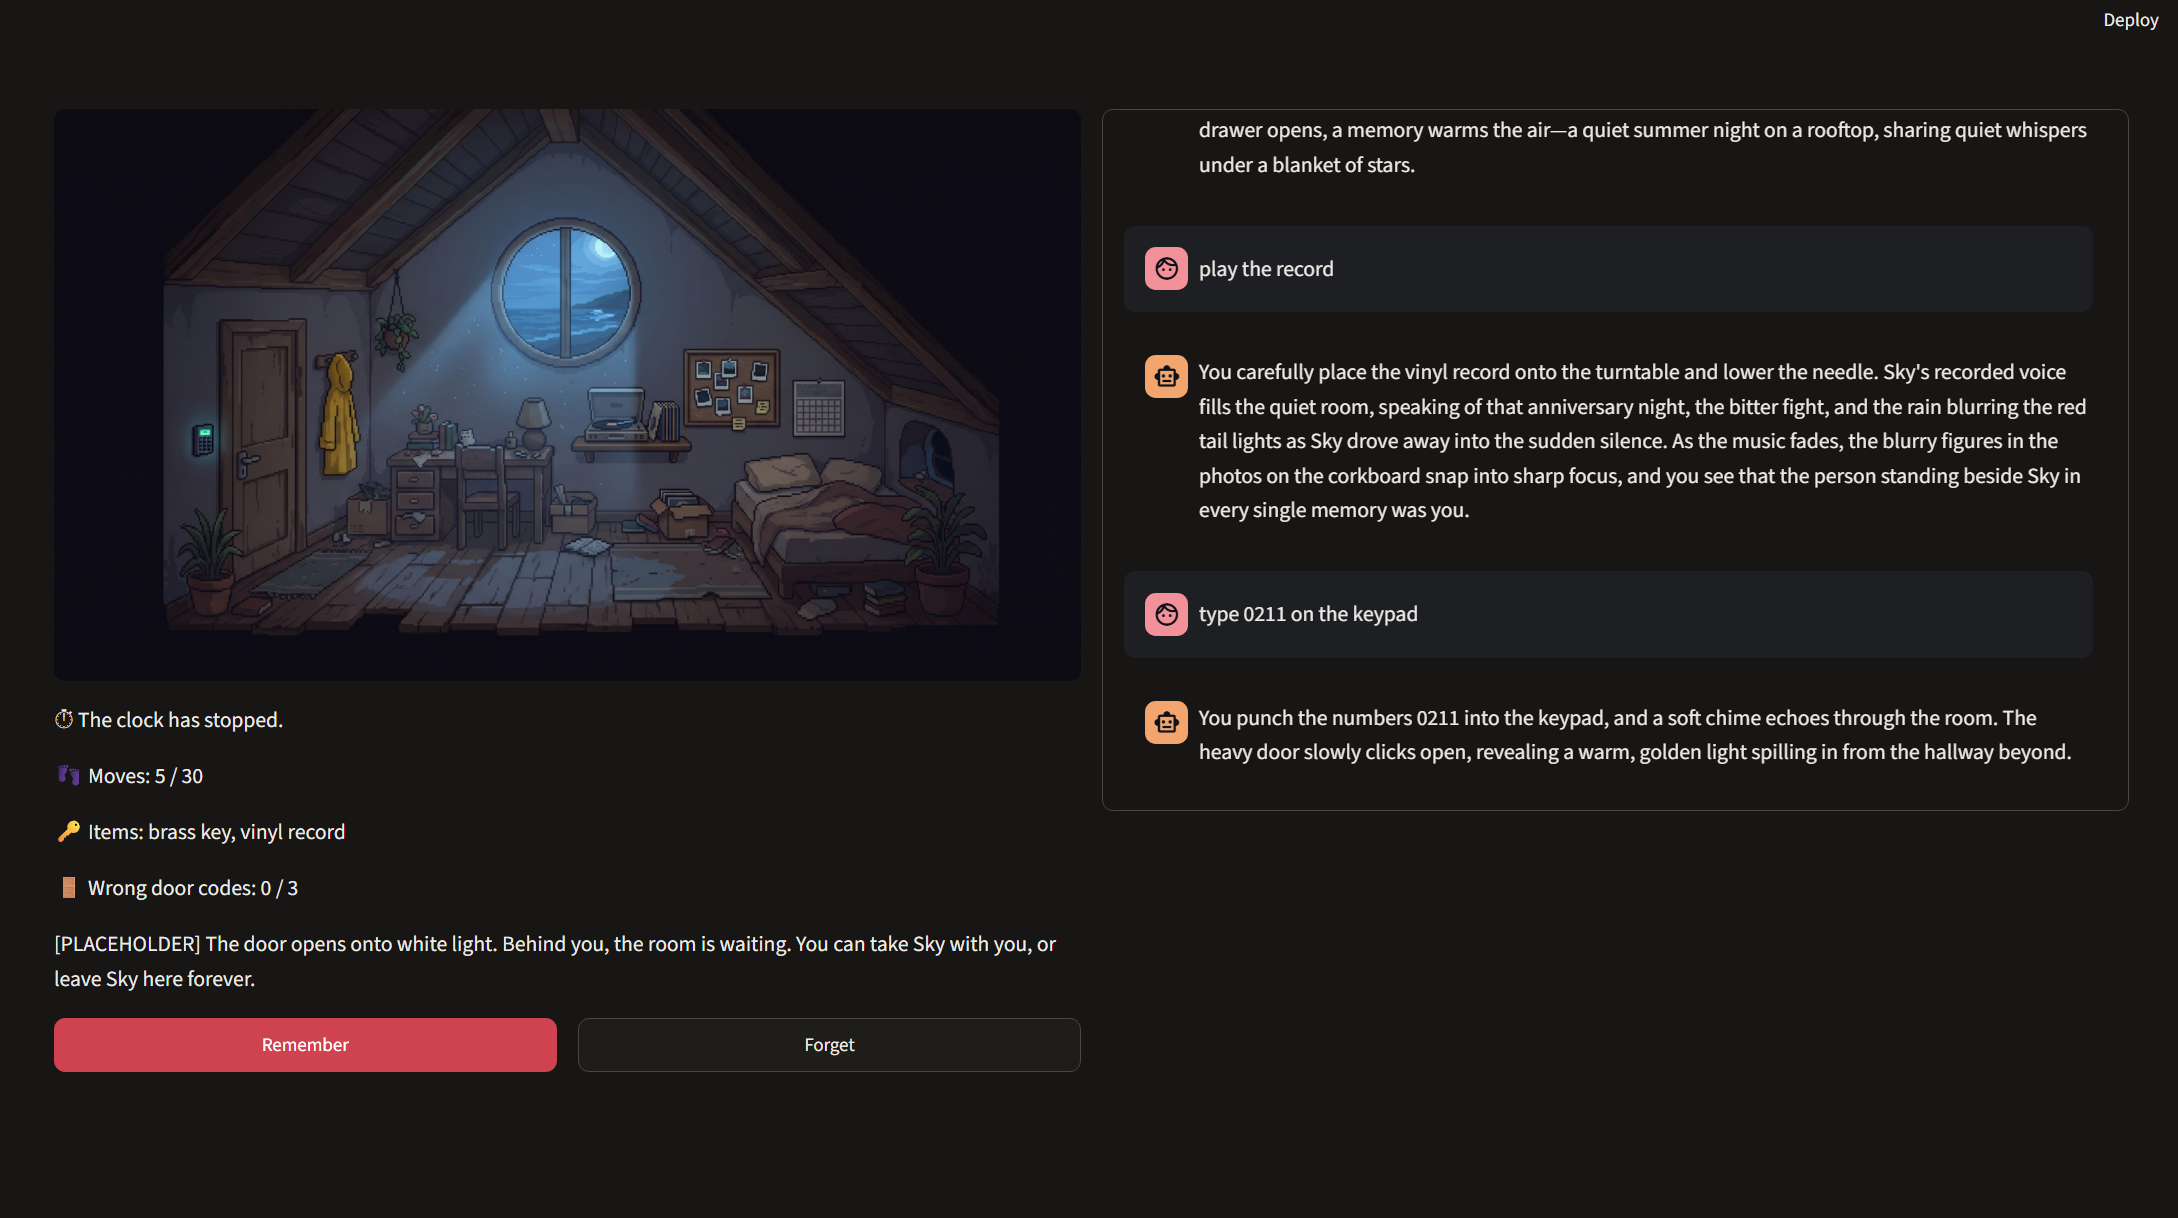 Deploy
drawer opens, a memory warms the air—a quiet summer night on a rooftop, sharing quiet whispers
under a blanket of stars.
play the record
You carefully place the vinyl record onto the turntable and lower the needle. Sky's recorded voice
fills the quiet room, speaking of that anniversary night, the bitter fight, and the rain blurring the red
tail lights as Sky drove away into the sudden silence. As the music fades, the blurry figures in the
photos on the corkboard snap into sharp focus, and you see that the person standing beside Sky in
every single memory was you.
type 0211 on the keypad
You punch the numbers 0211 into the keypad, and a soft chime echoes through the room. The
heavy door slowly clicks open, revealing a warm, golden light spilling in from the hallway beyond.
The clock has stopped.
Moves: 5 / 30
Items: brass key, vinyl record
Wrong door codes: 0 / 3
[PLACEHOLDER] The door opens onto white light. Behind you, the room is waiting. You can take Sky with you, or
leave Sky here forever.
Remember
Forget